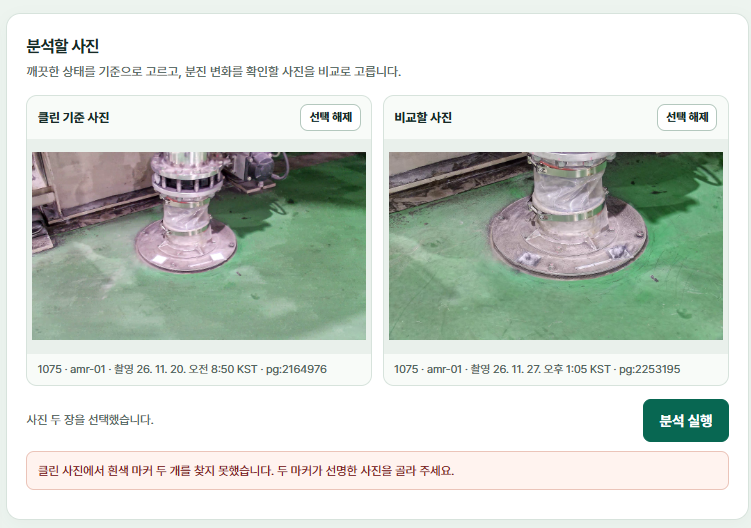 분석할 사진
깨끗한 상태를 기준으로 고르고, 분진 변화를 확인할 사진을 비교로 고릅니다.
클린 기준 사진
선택 해제
비교할 사진
선택 해제
1075 · amr-01 · 촬영 26. 11. 20. 오전 8:50 KST · pg:2164976
1075 · amr-01 · 촬영 26. 11. 27. 오후 1:05 KST · pg:2253195
사진 두 장을 선택했습니다.
분석 실행
클린 사진에서 흰색 마커 두 개를 찾지 못했습니다. 두 마커가 선명한 사진을 골라 주세요.